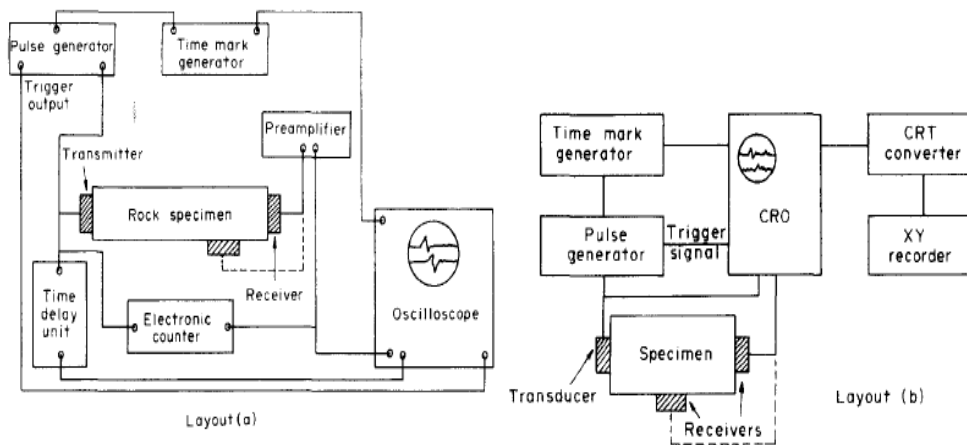 Pulse generator
Time mark
generator
Trigger
output
Preamplifier
Transmitter
Rock specimen
Receiver
Time
delay
unit
Electronic
counter
Oscilloscope
Layout (a)
Time mark
generator
CRT
converter
CRO
Pulse
generator
Trigger
signal
XY
recorder
Specimen
Transducer
Receivers
Layout (b)